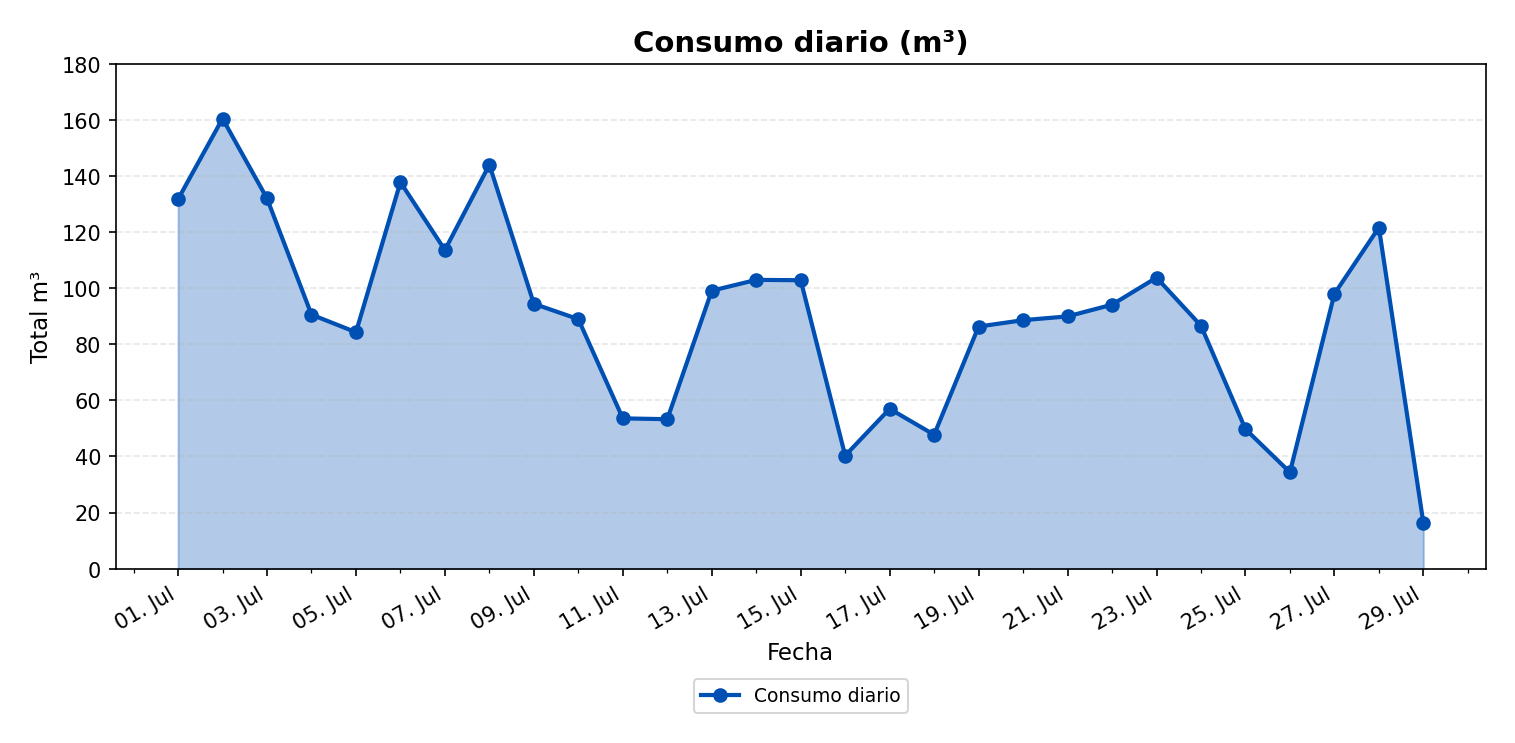 Consumo diario (m³)
180
160
140
120
100
80
60
40
20
0
Total m³
01. Jul
03. Jul
05. Jul
07. Jul
09. Jul
11. Jul
13. Jul
15. Jul
17. Jul
19. Jul
21. Jul
23. Jul
25. Jul
27. Jul
29. Jul
Fecha
Consumo diario